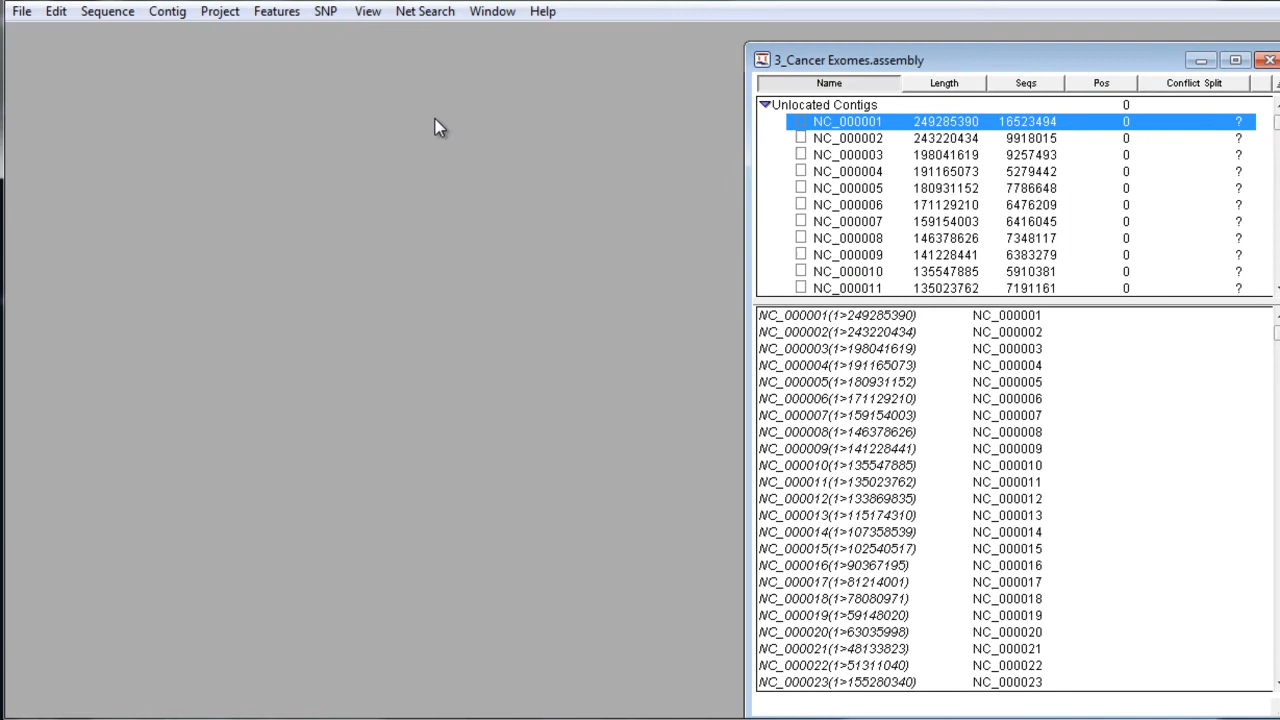 File Edit Sequence Contig Project Features SNP View Net Search Window Help
3_Cancer Exomes.assembly
Name Length Seqs Pos Conflict Split
Unlocated Contigs 0
NC_000001 249285390 16523494 0 ?
NC_000002 243220434 9918015 0 ?
NC_000003 198041619 9257493 0 ?
NC_000004 191165073 5279442 0 ?
NC_000005 180931152 7786648 0 ?
NC_000006 171129210 6476209 0 ?
NC_000007 159154003 6416045 0 ?
NC_000008 146378626 7348117 0 ?
NC_000009 141228441 6383279 0 ?
NC_000010 135547885 5910381 0 ?
NC_000011 135023762 7191161 0 ?
NC_000001(1>249285390) NC_000001
NC_000002(1>243220434) NC_000002
NC_000003(1>198041619) NC_000003
NC_000004(1>191165073) NC_000004
NC_000005(1>180931152) NC_000005
NC_000006(1>171129210) NC_000006
NC_000007(1>159154003) NC_000007
NC_000008(1>146378626) NC_000008
NC_000009(1>141228441) NC_000009
NC_000010(1>135547885) NC_000010
NC_000011(1>135023762) NC_000011
NC_000012(1>133869835) NC_000012
NC_000013(1>115174310) NC_000013
NC_000014(1>107358539) NC_000014
NC_000015(1>102540517) NC_000015
NC_000016(1>90367195) NC_000016
NC_000017(1>81214001) NC_000017
NC_000018(1>78080971) NC_000018
NC_000019(1>59148020) NC_000019
NC_000020(1>63035998) NC_000020
NC_000021(1>48133823) NC_000021
NC_000022(1>51311040) NC_000022
NC_000023(1>155280340) NC_000023